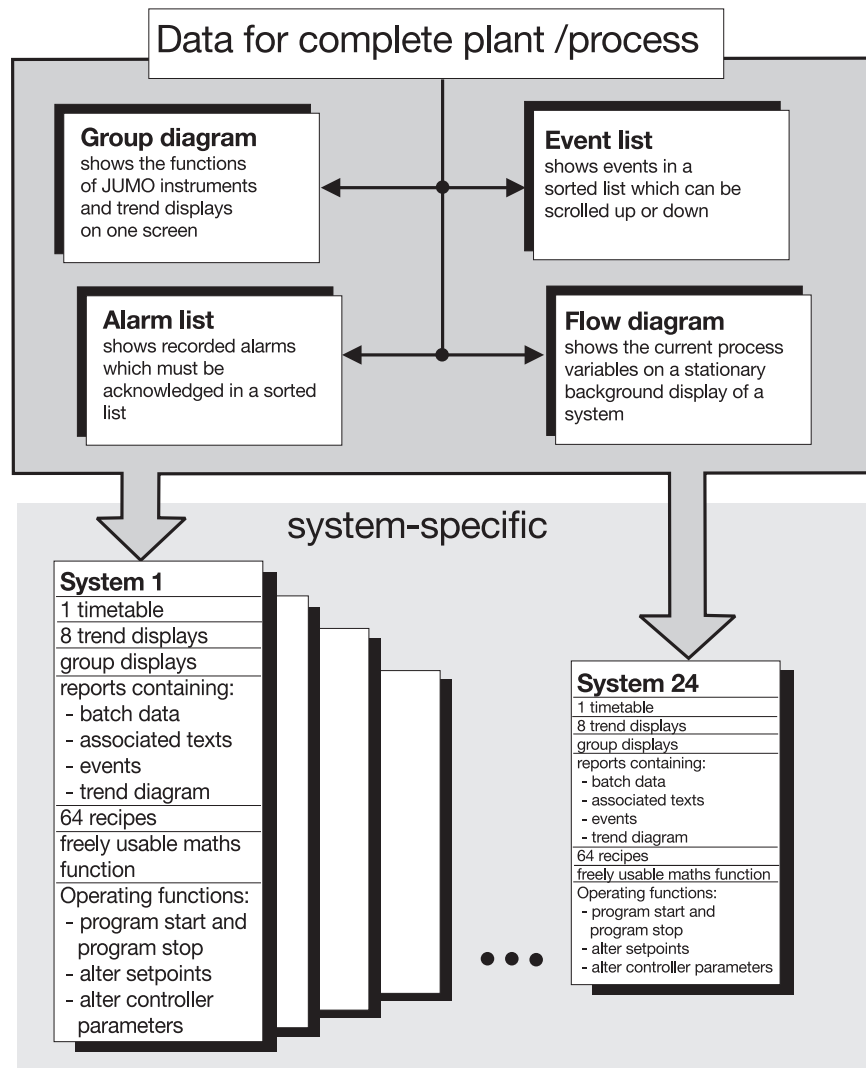 Data for complete plant /process
Group diagram
shows the functions
of JUMO instruments
and trend displays
on one screen
Event list
shows events in a
sorted list which can be
scrolled up or down
Alarm list
shows recorded alarms
which must be
acknowledged in a sorted
list
Flow diagram
shows the current process
variables on a stationary
background display of a
system
system-specific
System 1
1 timetable
8 trend displays
group displays
reports containing:
- batch data
- associated texts
- events
- trend diagram
64 recipes
freely usable maths
function
Operating functions:
- program start and
program stop
- alter setpoints
- alter controller
parameters
System 24
1 timetable
8 trend displays
group displays
reports containing:
- batch data
- associated texts
- events
- trend diagram
64 recipes
freely usable maths function
Operating functions:
- program start and
program stop
- alter setpoints
- alter controller parameters